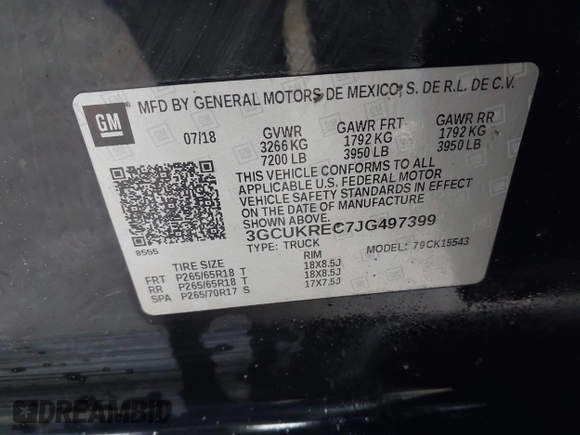 GM
MFD BY GENERAL MOTORS DE MEXICO, S. DE R.L. DE C.V.
07/18 GVWR GAWR FRT GAWR RR
3266 KG 1792 KG 1792 KG
7200 LB 3950 LB 3950 LB
THIS VEHICLE CONFORMS TO ALL
APPLICABLE U.S. FEDERAL MOTOR
VEHICLE SAFETY STANDARDS IN EFFECT
ON THE DATE OF MANUFACTURE
SHOWN ABOVE.
3GCUKREC7JG497399
8555
TYPE: TRUCK MODEL: 79CK15543
TIRE SIZE RIM
FRT P265/65R18 T 18X8.5J
RR P265/65R18 T 18X8.5J
SPA P265/70R17 S 17X7.5J
DREAMBID